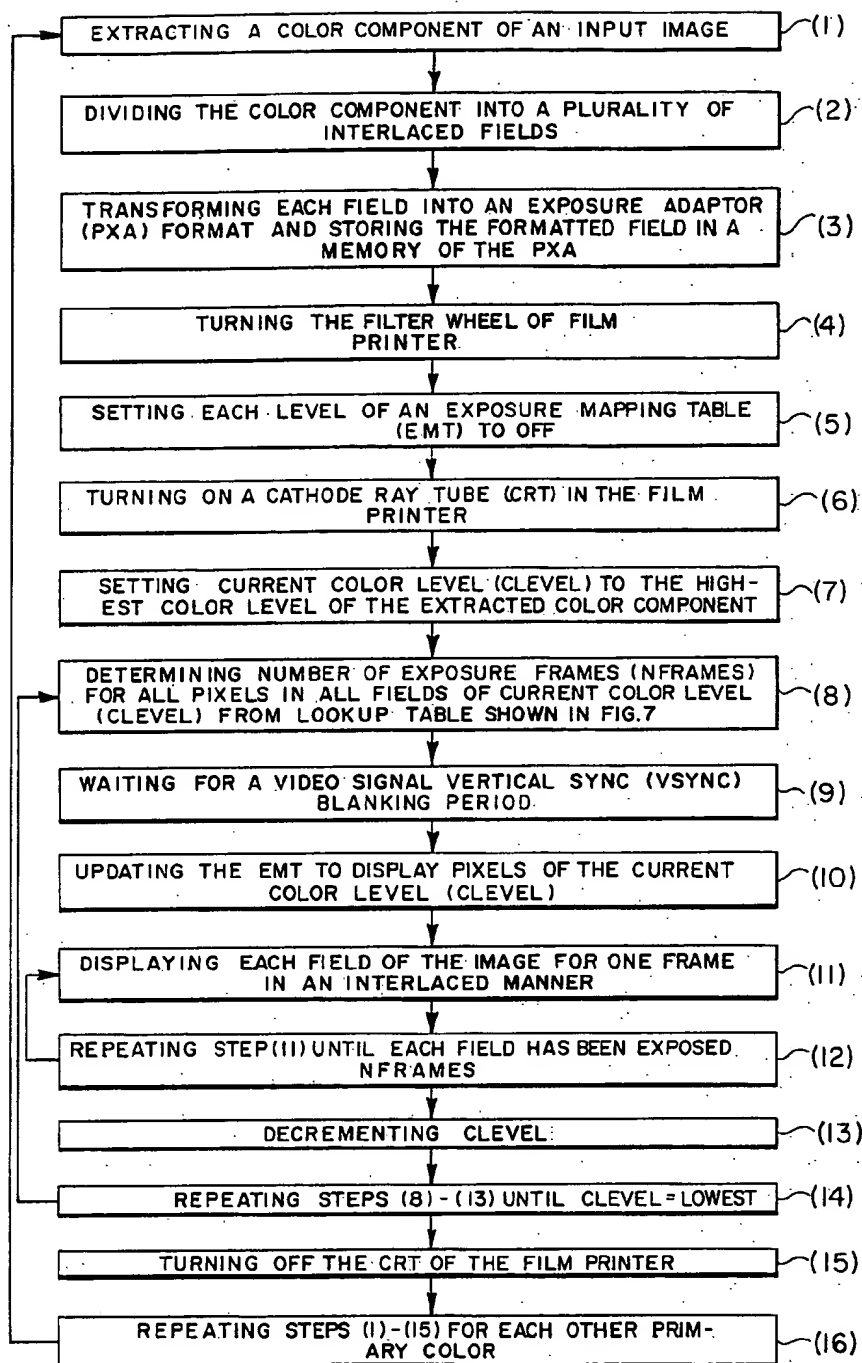 EXTRACTING A COLOR COMPONENT OF AN INPUT IMAGE
(1)
DIVIDING THE COLOR COMPONENT INTO A PLURALITY OF
INTERLACED FIELDS
(2)
TRANSFORMING EACH FIELD INTO AN EXPOSURE ADAPTOR
(PXA) FORMAT AND STORING THE FORMATTED FIELD IN A
MEMORY OF THE PXA
(3)
TURNING THE FILTER WHEEL OF FILM
PRINTER
(4)
SETTING EACH LEVEL OF AN EXPOSURE MAPPING TABLE
(EMT) TO OFF
(5)
TURNING ON A CATHODE RAY TUBE (CRT) IN THE FILM
PRINTER
(6)
SETTING CURRENT COLOR LEVEL (CLEVEL) TO THE HIGH-
EST COLOR LEVEL OF THE EXTRACTED COLOR COMPONENT
(7)
DETERMINING NUMBER OF EXPOSURE FRAMES (NFRAMES)
FOR ALL PIXELS IN ALL FIELDS OF CURRENT COLOR LEVEL
(CLEVEL) FROM LOOKUP TABLE SHOWN IN FIG.7
(8)
WAITING FOR A VIDEO SIGNAL VERTICAL SYNC (VSYNC)
BLANKING PERIOD
(9)
UPDATING THE EMT TO DISPLAY PIXELS OF THE CURRENT
COLOR LEVEL (CLEVEL)
(10)
DISPLAYING EACH FIELD OF THE IMAGE FOR ONE FRAME
IN AN INTERLACED MANNER
(11)
REPEATING STEP (11) UNTIL EACH FIELD HAS BEEN EXPOSED
NFRAMES
(12)
DECREMENTING CLEVEL
(13)
REPEATING STEPS (8)-(13) UNTIL CLEVEL=LOWEST
(14)
TURNING OFF THE CRT OF THE FILM PRINTER
(15)
REPEATING STEPS (1)-(15) FOR EACH OTHER PRIM-
ARY COLOR
(16)